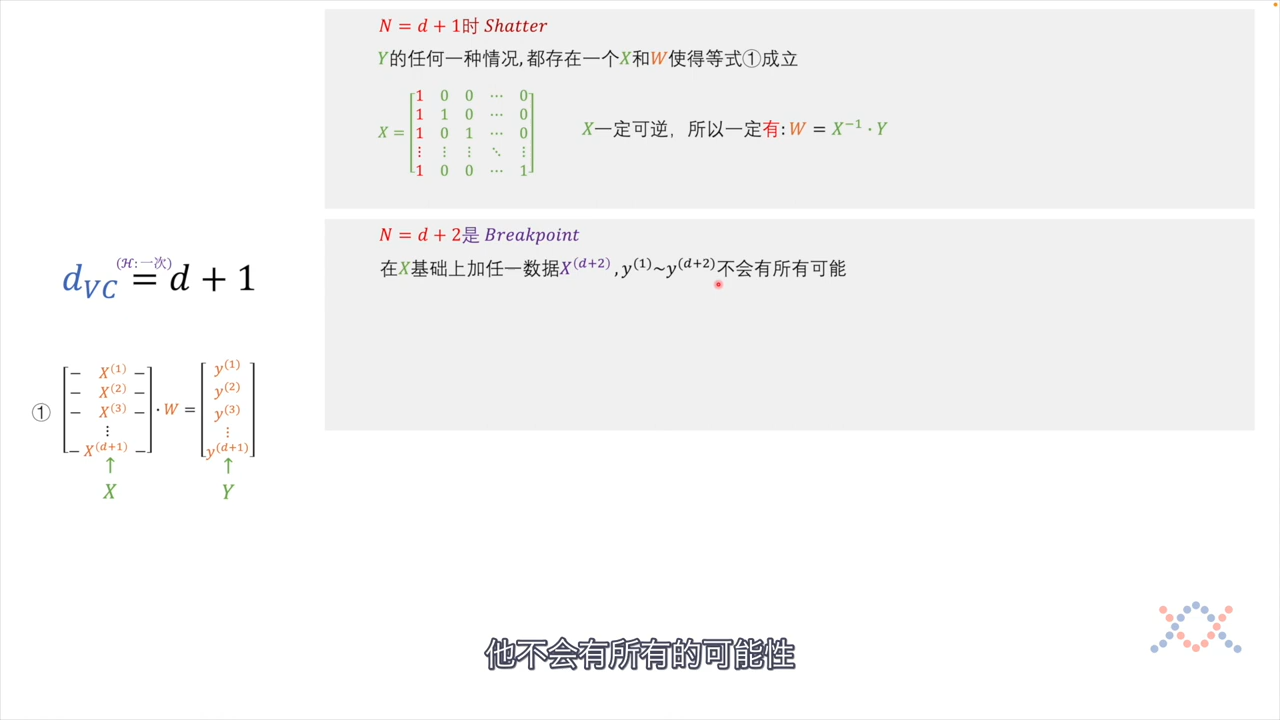 N = d + 1时 Shatter
Y的任何一种情况, 都存在一个X和W使得等式①成立
X = [1 0 0 ⋯ 0
1 1 0 ⋯ 0
1 0 1 ⋯ 0
⋮ ⋮ ⋮ ⋱ ⋮
1 0 0 ⋯ 1]
X一定可逆，所以一定有: W = X⁻¹ · Y
N = d + 2是 Breakpoint
在X基础上加任一数据X^(d+2) , y^(1)~y^(d+2)不会有所有可能
(ℋ:一次)
d_VC = d + 1
① [− X^(1) −
− X^(2) −
− X^(3) −
⋮
− X^(d+1) −] · W = [y^(1)
y^(2)
y^(3)
⋮
y^(d+1)]
↑ ↑
X Y
他不会有所有的可能性